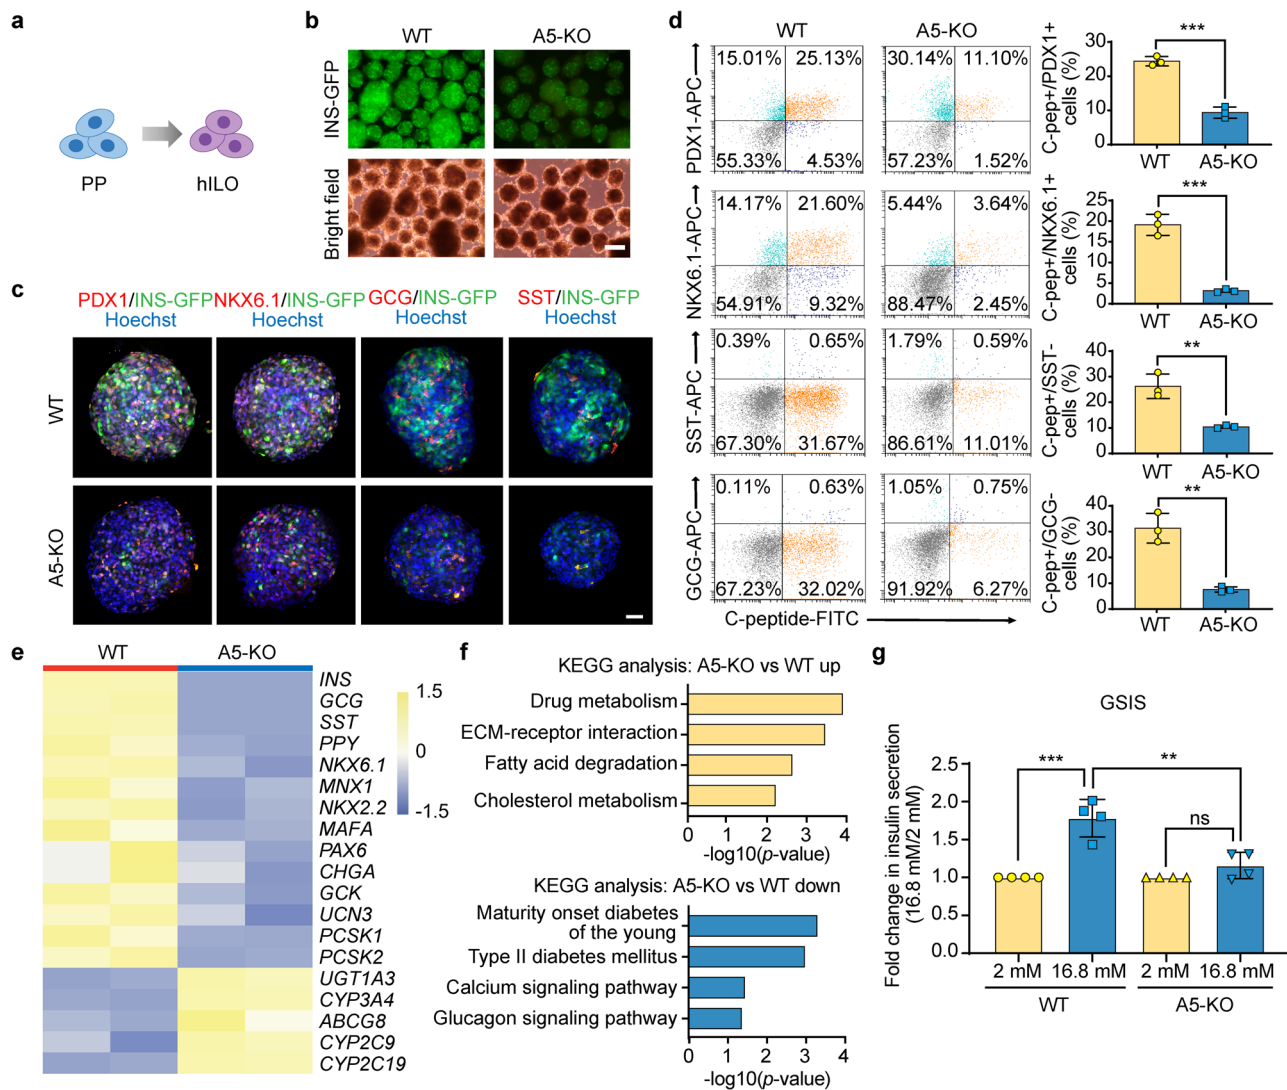 a
PP
hILO
b
WT
A5-KO
INS-GFP
Bright field
c
PDX1/INS-GFP
Hoechst
NKX6.1/INS-GFP
Hoechst
GCG/INS-GFP
Hoechst
SST/INS-GFP
Hoechst
WT
A5-KO
d
WT
A5-KO
PDX1-APC
15.01%
25.13%
55.33%
4.53%
30.14%
11.10%
57.23%
1.52%
C-pep+/PDX1+
cells (%)
30
20
10
0
***
WT
A5-KO
NKX6.1-APC
14.17%
21.60%
54.91%
9.32%
5.44%
3.64%
88.47%
2.45%
C-pep+/NKX6.1+
cells (%)
25
20
15
10
5
0
***
WT
A5-KO
SST-APC
0.39%
0.65%
67.30%
31.67%
1.79%
0.59%
86.61%
11.01%
C-pep+/SST-
cells (%)
40
30
20
10
0
**
WT
A5-KO
GCG-APC
0.11%
0.63%
67.23%
32.02%
1.05%
0.75%
91.92%
6.27%
C-peptide-FITC
C-pep+/GCG-
cells (%)
40
30
20
10
0
**
WT
A5-KO
e
WT
A5-KO
INS
GCG
SST
PPY
NKX6.1
MNX1
NKX2.2
MAFA
PAX6
CHGA
GCK
UCN3
PCSK1
PCSK2
UGT1A3
CYP3A4
ABCG8
CYP2C9
CYP2C19
1.5
0
-1.5
f
KEGG analysis: A5-KO vs WT up
Drug metabolism
ECM-receptor interaction
Fatty acid degradation
Cholesterol metabolism
0 1 2 3 4
-log10(p-value)
KEGG analysis: A5-KO vs WT down
Maturity onset diabetes
of the young
Type II diabetes mellitus
Calcium signaling pathway
Glucagon signaling pathway
0 1 2 3 4
-log10(p-value)
g
GSIS
Fold change in insulin secretion
(16.8 mM/2 mM)
2.5
2.0
1.5
1.0
0.5
0.0
***
**
ns
2 mM 16.8 mM 2 mM 16.8 mM
WT
A5-KO